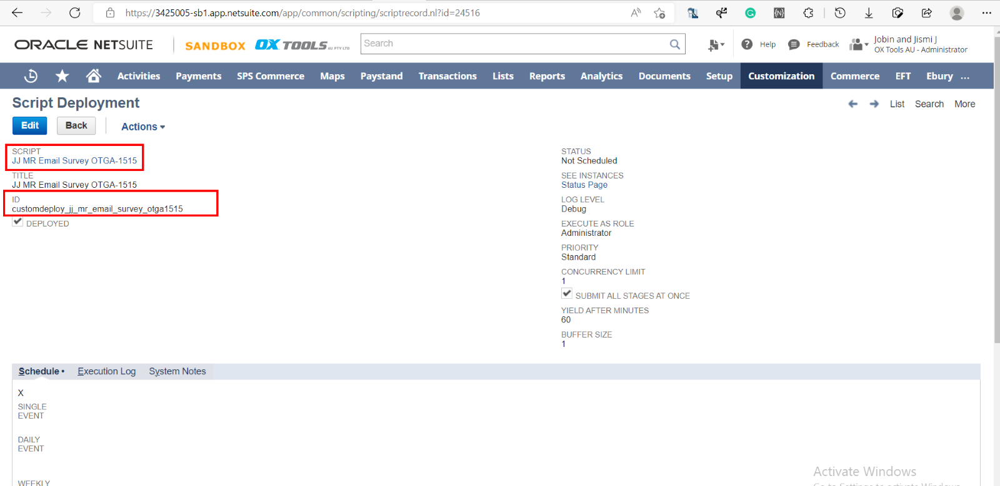 https://3425005-sb1.app.netsuite.com/app/common/scripting/scriptrecord.nl?id=24516
ORACLE NETSUITE
SANDBOX
OX TOOLS AU PTY LTD
Search
Help
Feedback
Jobin and Jismi J
OX Tools AU - Administrator
Activities Payments SPS Commerce Maps Paystand Transactions Lists Reports Analytics Documents Setup Customization Commerce EFT Ebury ...
Script Deployment
List Search More
Edit Back Actions
SCRIPT
JJ MR Email Survey OTGA-1515
TITLE
JJ MR Email Survey OTGA-1515
ID
customdeploy_jj_mr_email_survey_otga1515
DEPLOYED
STATUS
Not Scheduled
SEE INSTANCES
Status Page
LOG LEVEL
Debug
EXECUTE AS ROLE
Administrator
PRIORITY
Standard
CONCURRENCY LIMIT
1
SUBMIT ALL STAGES AT ONCE
YIELD AFTER MINUTES
60
BUFFER SIZE
1
Schedule • Execution Log System Notes
X
SINGLE
EVENT
DAILY
EVENT
WEEKLY
Activate Windows
Go to Settings to activate Windows.